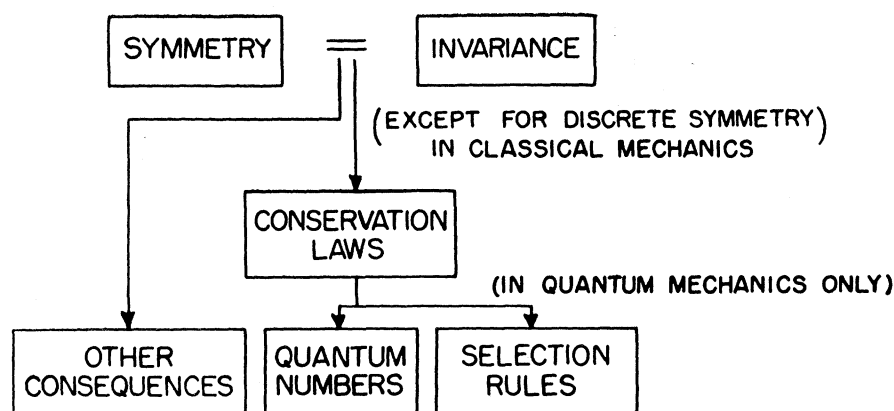 SYMMETRY
INVARIANCE
(EXCEPT FOR DISCRETE SYMMETRY)
IN CLASSICAL MECHANICS
CONSERVATION
LAWS
(IN QUANTUM MECHANICS ONLY)
OTHER
CONSEQUENCES
QUANTUM
NUMBERS
SELECTION
RULES